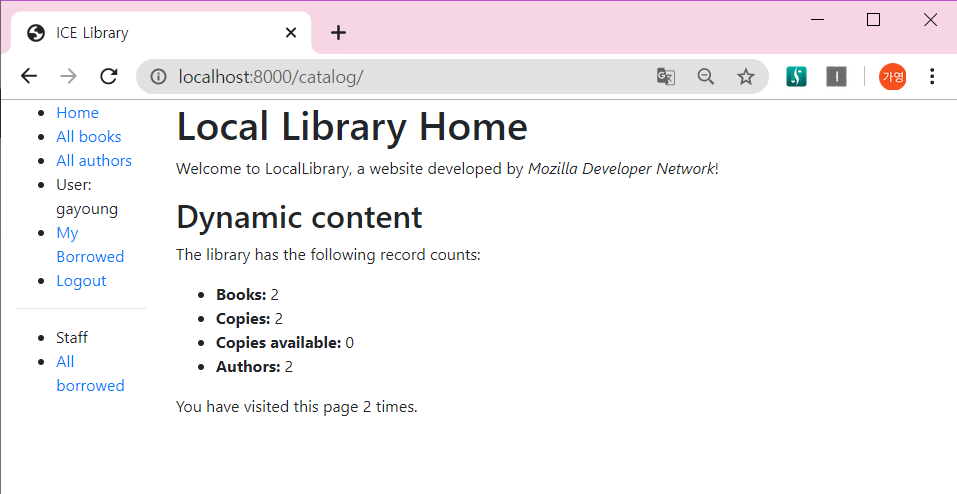 ICE Library
localhost:8000/catalog/
가영
Home
All books
All authors
User:
gayoung
My
Borrowed
Logout
Staff
All
borrowed
Local Library Home
Welcome to LocalLibrary, a website developed by Mozilla Developer Network!
Dynamic content
The library has the following record counts:
Books: 2
Copies: 2
Copies available: 0
Authors: 2
You have visited this page 2 times.